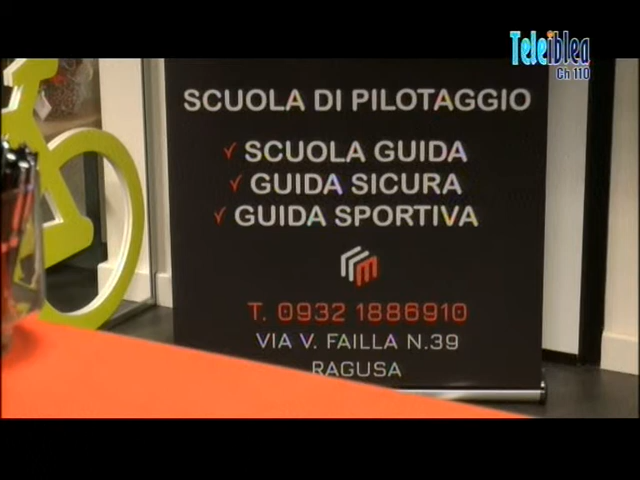 Teleiblea
Ch 110
SCUOLA DI PILOTAGGIO
✓ SCUOLA GUIDA
✓ GUIDA SICURA
✓ GUIDA SPORTIVA
m
T. 0932 1886910
VIA V. FAILLA N.39
RAGUSA